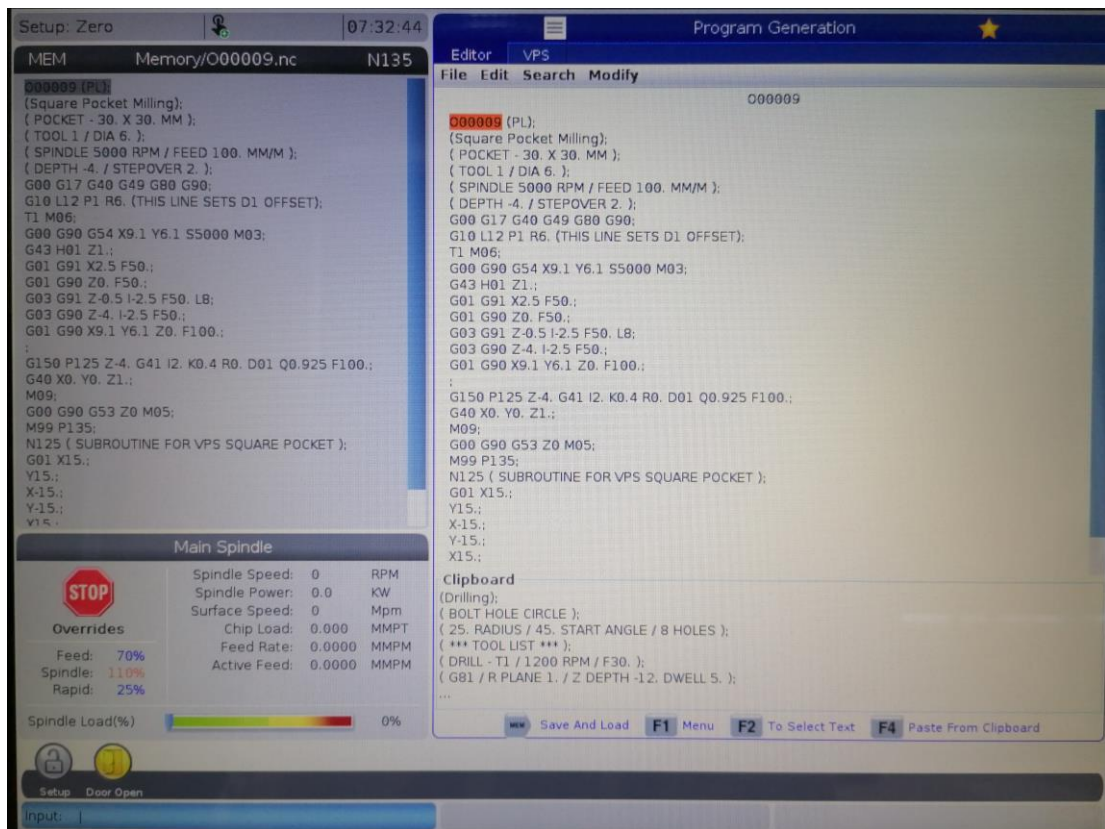 Setup: Zero
07:32:44
MEM Memory/O00009.nc N135
O00009 (PL);
(Square Pocket Milling);
( POCKET - 30. X 30. MM );
( TOOL 1 / DIA 6. );
( SPINDLE 5000 RPM / FEED 100. MM/M );
( DEPTH -4. / STEPOVER 2. );
G00 G17 G40 G49 G80 G90;
G10 L12 P1 R6. (THIS LINE SETS D1 OFFSET);
T1 M06;
G00 G90 G54 X9.1 Y6.1 S5000 M03;
G43 H01 Z1.;
G01 G91 X2.5 F50.;
G01 G90 Z0. F50.;
G03 G91 Z-0.5 I-2.5 F50. L8;
G03 G90 Z-4. I-2.5 F50.;
G01 G90 X9.1 Y6.1 Z0. F100.;
;
G150 P125 Z-4. G41 I2. K0.4 R0. D01 Q0.925 F100.;
G40 X0. Y0. Z1.;
M09;
G00 G90 G53 Z0 M05;
M99 P135;
N125 ( SUBROUTINE FOR VPS SQUARE POCKET );
G01 X15.;
Y15.;
X-15.;
Y-15.;
X15.;
Main Spindle
STOP
Overrides
Feed: 70%
Spindle: 110%
Rapid: 25%
Spindle Speed: 0 RPM
Spindle Power: 0.0 KW
Surface Speed: 0 Mpm
Chip Load: 0.000 MMPT
Feed Rate: 0.0000 MMPM
Active Feed: 0.0000 MMPM
Spindle Load(%) 0%
Setup Door Open
Input:
Program Generation
Editor VPS
File Edit Search Modify
O00009
O00009 (PL);
(Square Pocket Milling);
( POCKET - 30. X 30. MM );
( TOOL 1 / DIA 6. );
( SPINDLE 5000 RPM / FEED 100. MM/M );
( DEPTH -4. / STEPOVER 2. );
G00 G17 G40 G49 G80 G90;
G10 L12 P1 R6. (THIS LINE SETS D1 OFFSET);
T1 M06;
G00 G90 G54 X9.1 Y6.1 S5000 M03;
G43 H01 Z1.;
G01 G91 X2.5 F50.;
G01 G90 Z0. F50.;
G03 G91 Z-0.5 I-2.5 F50. L8;
G03 G90 Z-4. I-2.5 F50.;
G01 G90 X9.1 Y6.1 Z0. F100.;
;
G150 P125 Z-4. G41 I2. K0.4 R0. D01 Q0.925 F100.;
G40 X0. Y0. Z1.;
M09;
G00 G90 G53 Z0 M05;
M99 P135;
N125 ( SUBROUTINE FOR VPS SQUARE POCKET );
G01 X15.;
Y15.;
X-15.;
Y-15.;
X15.;
Clipboard
(Drilling);
( BOLT HOLE CIRCLE );
( 25. RADIUS / 45. START ANGLE / 8 HOLES );
( *** TOOL LIST *** );
( DRILL - T1 / 1200 RPM / F30. );
( G81 / R PLANE 1. / Z DEPTH -12. DWELL 5. );
...
MEM Save And Load F1 Menu F2 To Select Text F4 Paste From Clipboard